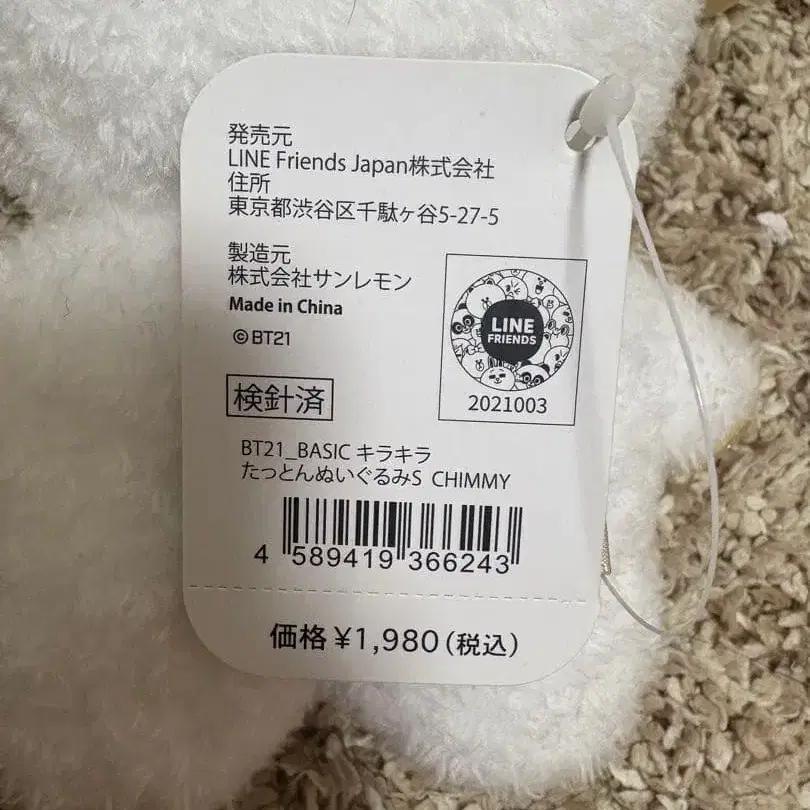 発売元
LINE Friends Japan株式会社
住所
東京都渋谷区千駄ヶ谷5-27-5
製造元
株式会社サンレモン
Made in China
©BT21
LINE
FRIENDS
2021003
検針済
BT21_BASIC キラキラ
たっとんぬいぐるみS CHIMMY
4 589419 366243
価格 ¥1,980(税込)